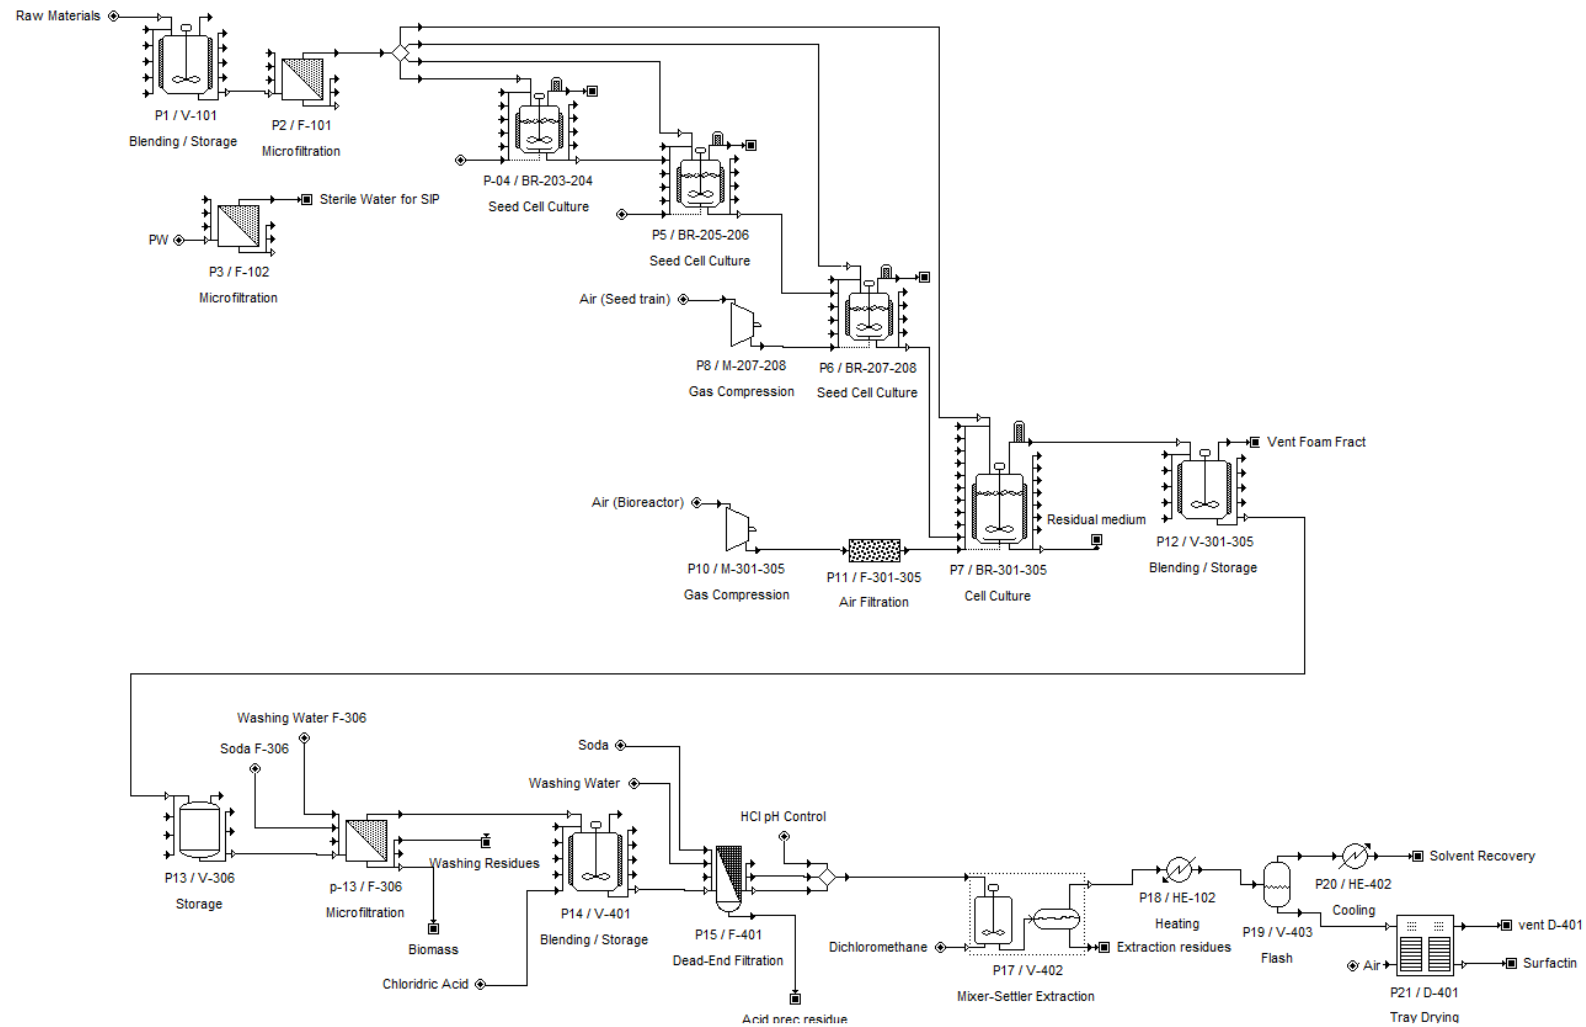 Raw Materials
P1 / V-101
Blending / Storage
P2 / F-101
Microfiltration
P-04 / BR-203-204
Seed Cell Culture
Sterile Water for SIP
PW
P3 / F-102
Microfiltration
P5 / BR-205-206
Seed Cell Culture
Air (Seed train)
P8 / M-207-208
Gas Compression
P6 / BR-207-208
Seed Cell Culture
Vent Foam Fract
Air (Bioreactor)
Residual medium
P10 / M-301-305
Gas Compression
P11 / F-301-305
Air Filtration
P7 / BR-301-305
Cell Culture
P12 / V-301-305
Blending / Storage
Washing Water F-306
Soda F-306
Soda
Washing Water
HCl pH Control
P13 / V-306
Storage
Washing Residues
p-13 / F-306
Microfiltration
Biomass
P14 / V-401
Blending / Storage
Chloridric Acid
P15 / F-401
Dead-End Filtration
Acid prec residue
Dichloromethane
Extraction residues
P17 / V-402
Mixer-Settler Extraction
P18 / HE-102
Heating
P19 / V-403
Flash
P20 / HE-402
Cooling
Solvent Recovery
vent D-401
Air
Surfactin
P21 / D-401
Tray Drying